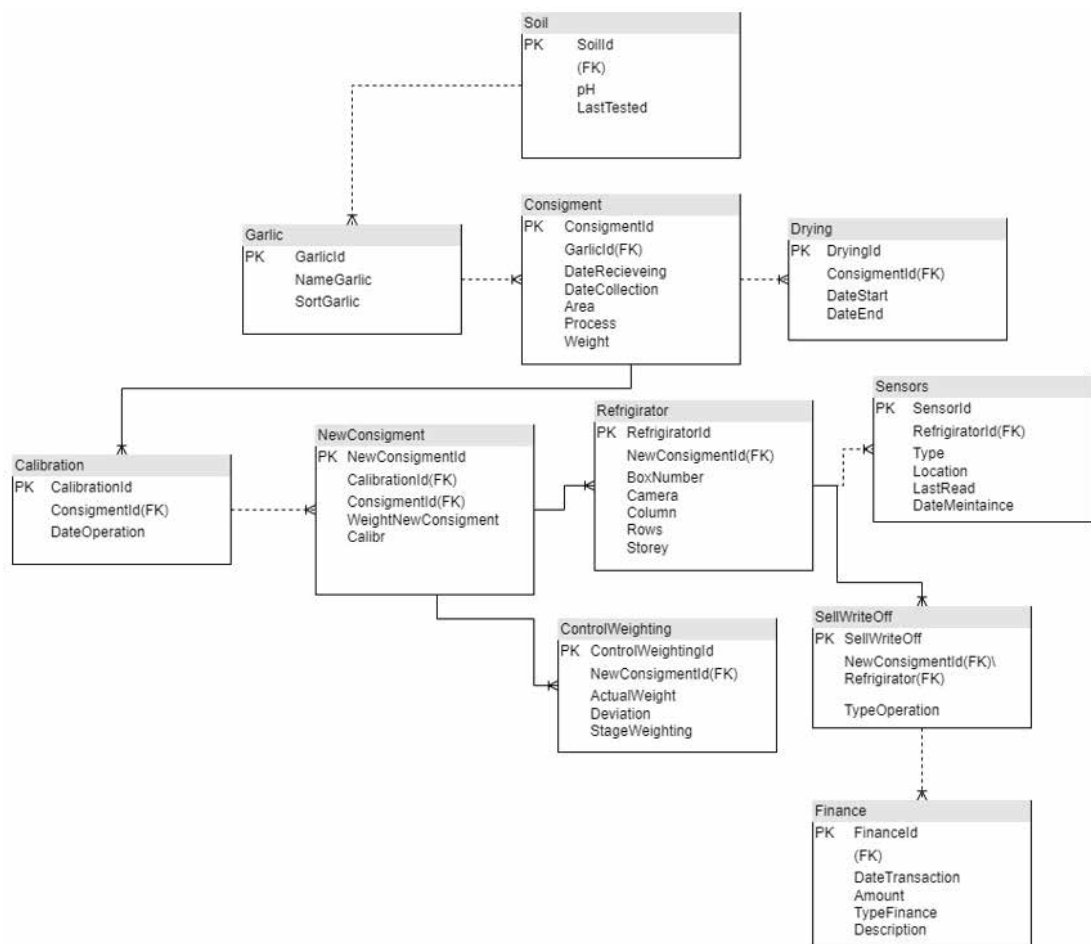 Soil
PK SoilId
(FK)
pH
LastTested
Garlic
PK GarlicId
NameGarlic
SortGarlic
Consigment
PK ConsigmentId
GarlicId(FK)
DateRecieveing
DateCollection
Area
Process
Weight
Drying
PK DryingId
ConsigmentId(FK)
DateStart
DateEnd
Calibration
PK CalibrationId
ConsigmentId(FK)
DateOperation
NewConsigment
PK NewConsigmentId
CalibrationId(FK)
ConsigmentId(FK)
WeightNewConsigment
Calibr
Refrigirator
PK RefrigiratorId
NewConsigmentId(FK)
BoxNumber
Camera
Column
Rows
Storey
Sensors
PK SensorId
RefrigiratorId(FK)
Type
Location
LastRead
DateMeintaince
ControlWeighting
PK ControlWeightingId
NewConsigmentId(FK)
ActualWeight
Deviation
StageWeighting
SellWriteOff
PK SellWriteOff
NewConsigmentId(FK)\
Refrigirator(FK)
TypeOperation
Finance
PK FinanceId
(FK)
DateTransaction
Amount
TypeFinance
Description